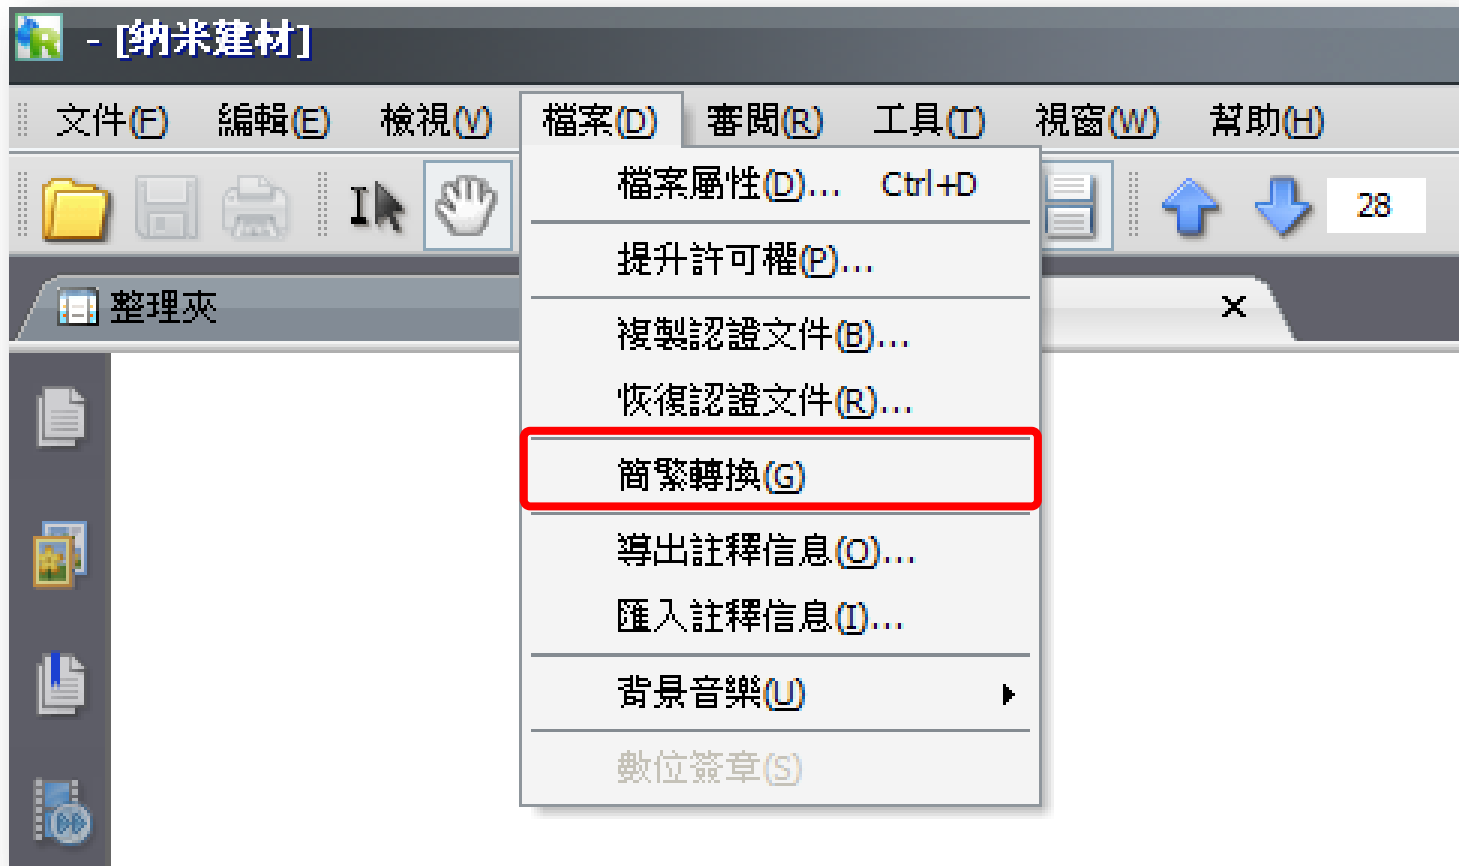 - [纳米建材]
文件(F) 編輯(E) 檢視(V) 檔案(D) 審閱(R) 工具(T) 視窗(W) 幫助(H)
28
整理夾
檔案屬性(D)... Ctrl+D
提升許可權(P)...
複製認證文件(B)...
恢復認證文件(R)...
簡繁轉換(G)
導出註釋信息(O)...
匯入註釋信息(I)...
背景音樂(U)
數位簽章(S)